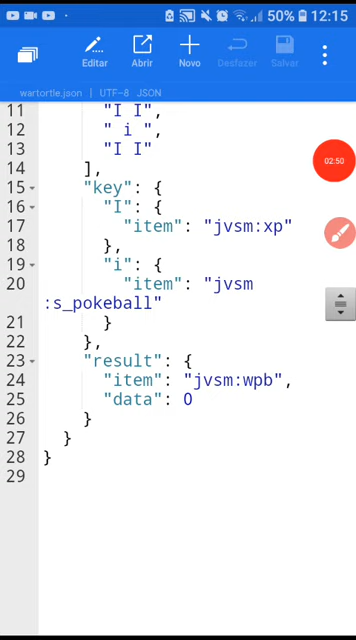 50% 12:15
Editar Abrir Novo Desfazer Salvar
wartortle.json | UTF-8 JSON
11 "I I",
12 " i ",
13 "I I"
14 ],
15 "key": {
16 "I": {
17 "item": "jvsm:xp"
18 },
19 "i": {
20 "item": "jvsm
:s_pokeball"
21 }
22 },
23 "result": {
24 "item": "jvsm:wpb",
25 "data": 0
26 }
27 }
28 }
29
02:50